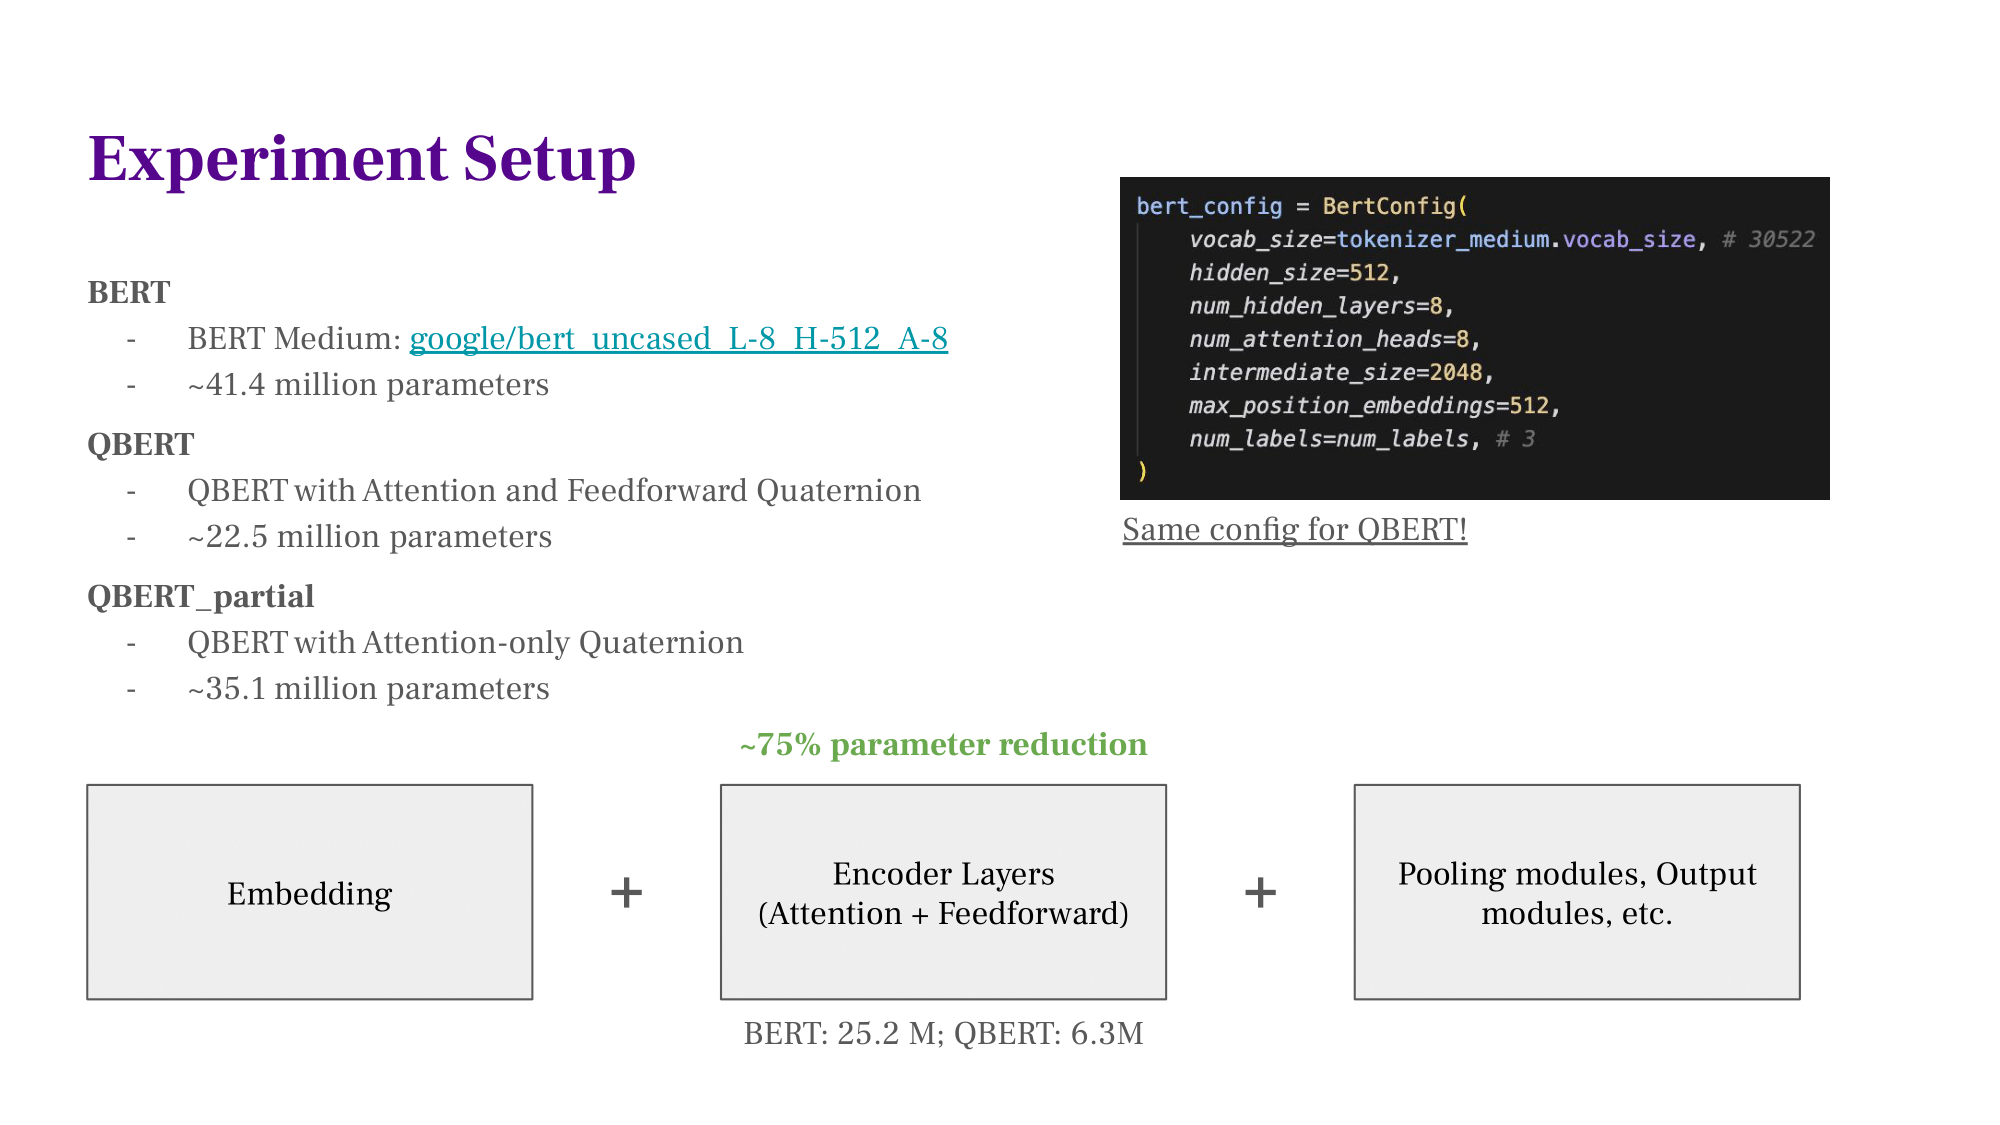 Experiment Setup
BERT
- BERT Medium: google/bert_uncased_L-8_H-512_A-8
- ~41.4 million parameters
QBERT
- QBERT with Attention and Feedforward Quaternion
- ~22.5 million parameters
QBERT_partial
- QBERT with Attention-only Quaternion
- ~35.1 million parameters
bert_config = BertConfig(
    vocab_size=tokenizer_medium.vocab_size, # 30522
    hidden_size=512,
    num_hidden_layers=8,
    num_attention_heads=8,
    intermediate_size=2048,
    max_position_embeddings=512,
    num_labels=num_labels, # 3
)
Same config for QBERT!
~75% parameter reduction
Embedding
+
Encoder Layers
(Attention + Feedforward)
+
Pooling modules, Output
modules, etc.
BERT: 25.2 M; QBERT: 6.3M